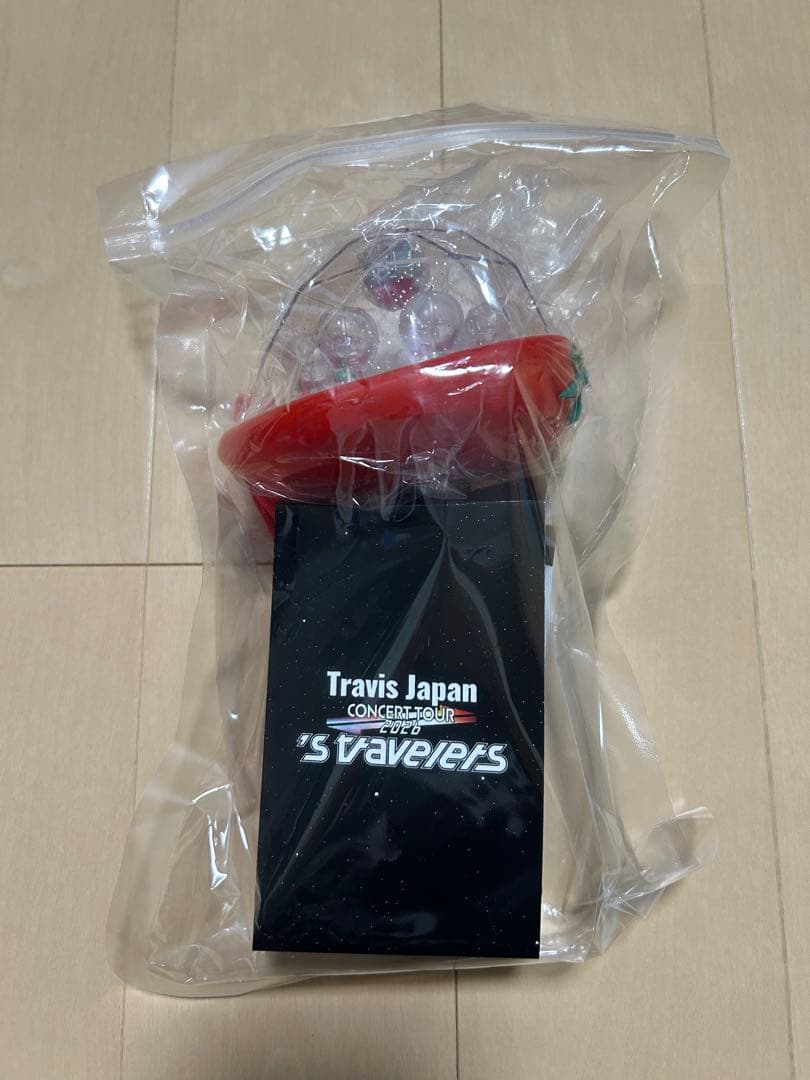 Travis Japan
CONCERT TOUR
2026
's travelers